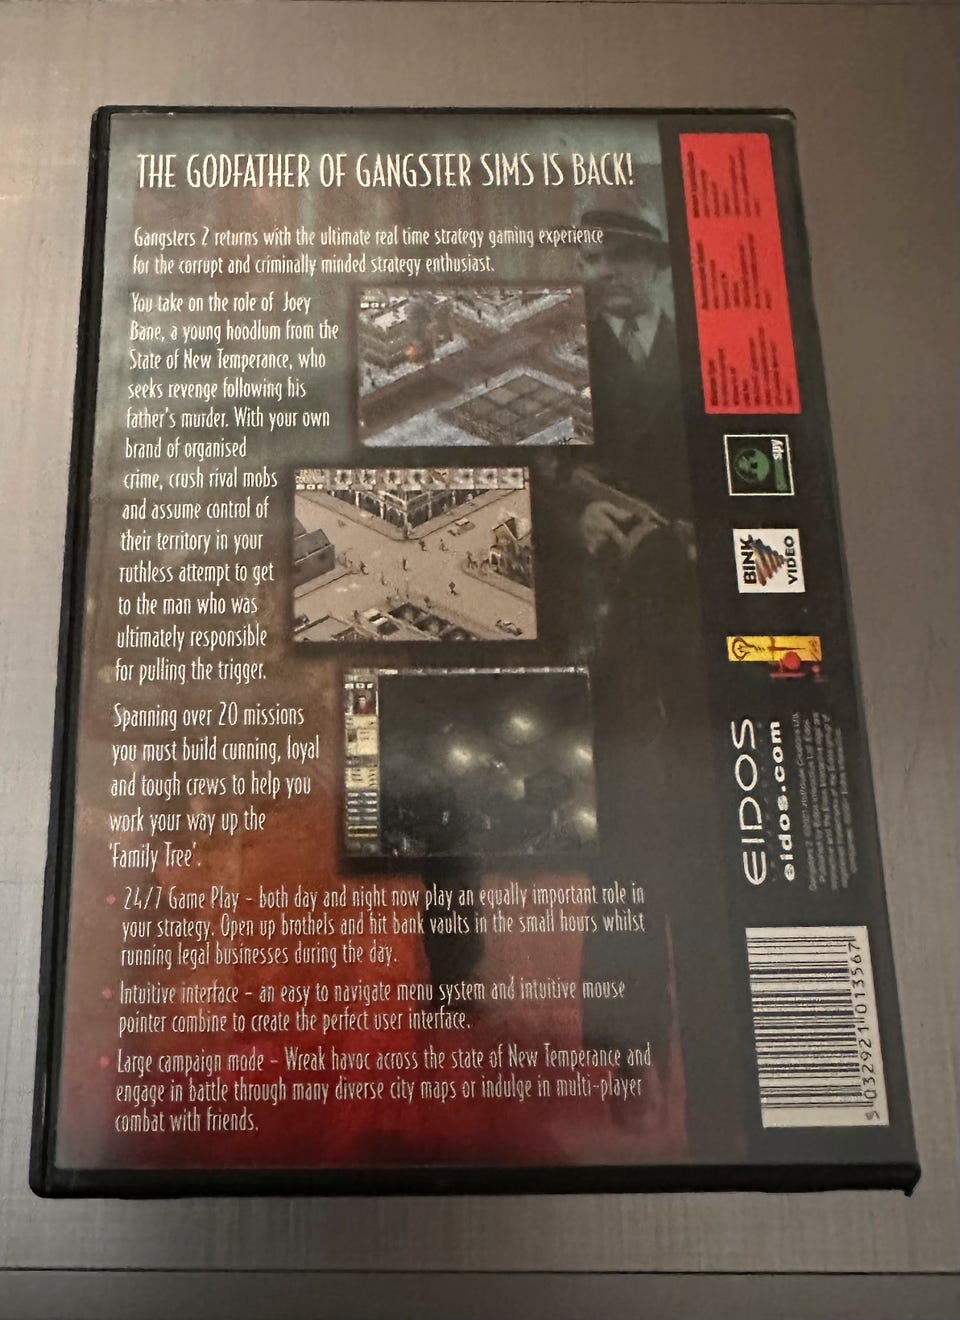 THE GODFATHER OF GANGSTER SIMS IS BACK!
Gangsters 2 returns with the ultimate real time strategy gaming experience
for the corrupt and criminally minded strategy enthusiast.
You take on the role of Joey
Bane, a young hoodlum from the
State of New Temperance, who
seeks revenge following his
father's murder. With your own
brand of organised
crime, crush rival mobs
and assume control of
their territory in your
ruthless attempt to get
to the man who was
ultimately responsible
for pulling the trigger.
Spanning over 20 missions
you must build cunning, loyal
and tough crews to help you
work your way up the
'Family Tree'.
24/7 Game Play - both day and night now play an equally important role in
your strategy. Open up brothels and hit bank vaults in the small hours whilst
running legal businesses during the day.
Intuitive interface - an easy to navigate menu system and intuitive mouse
pointer combine to create the perfect user interface.
Large campaign mode - Wreak havoc across the state of New Temperance and
engage in battle through many diverse city maps or indulge in multi-player
combat with friends.
spy
BINK
VIDEO
EIDOS
eidos.com
5 032921 013567